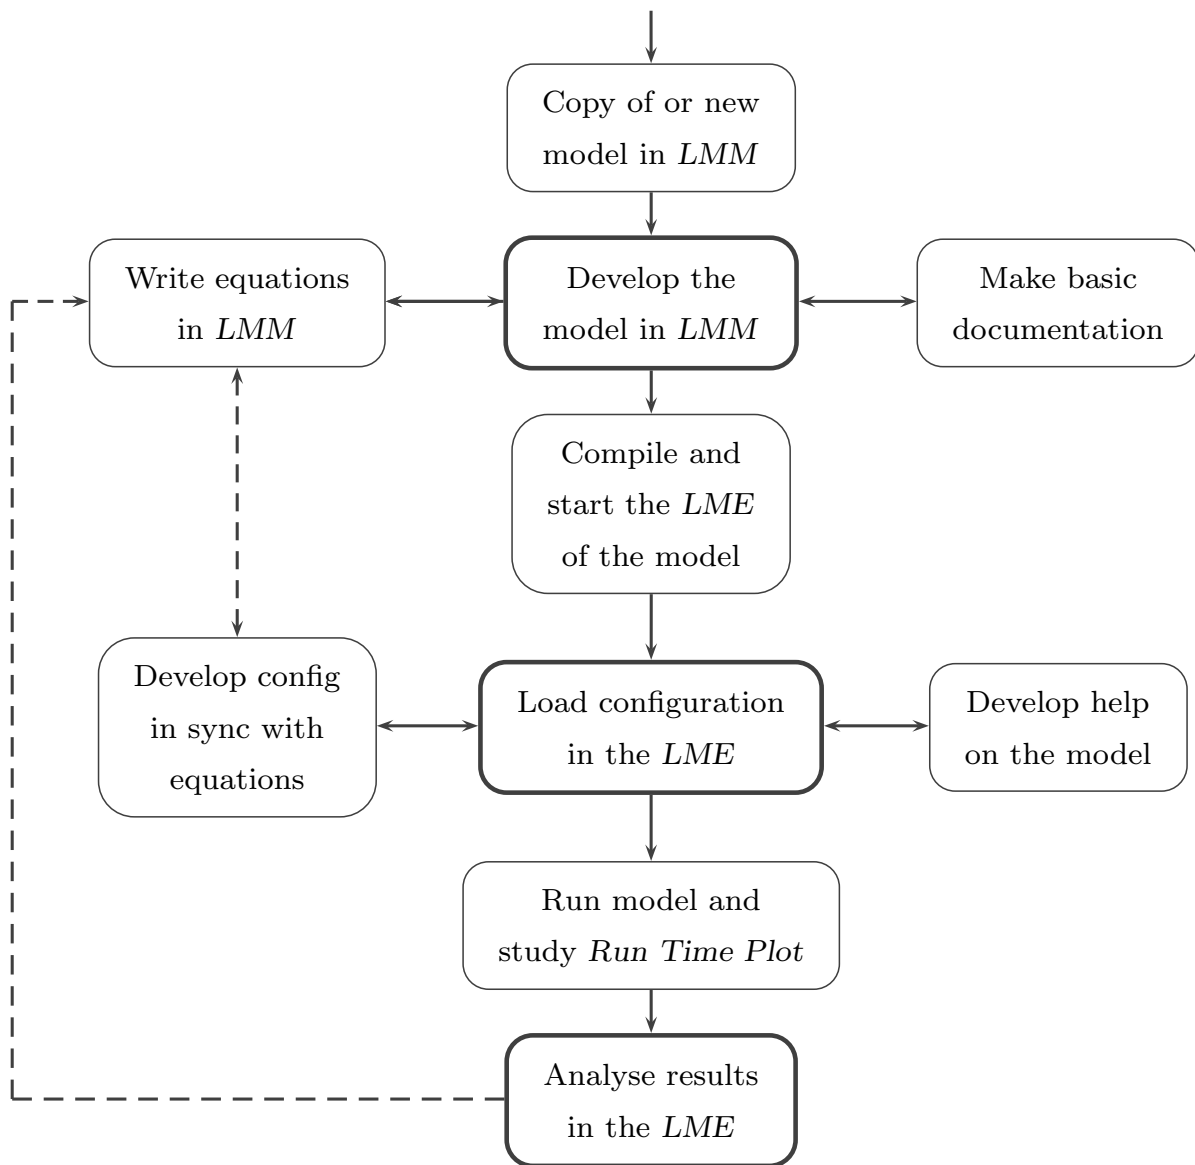 Copy of or new
model in LMM
Write equations
in LMM
Develop the
model in LMM
Make basic
documentation
Compile and
start the LME
of the model
Develop config
in sync with
equations
Load configuration
in the LME
Develop help
on the model
Run model and
study Run Time Plot
Analyse results
in the LME